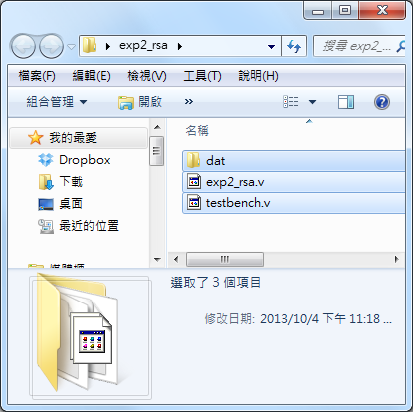 exp2_rsa
搜尋 exp2_...
檔案(F) 編輯(E) 檢視(V) 工具(T) 說明(H)
組合管理 開啟 »
我的最愛
Dropbox
下載
桌面
最近的位置
名稱
dat
exp2_rsa.v
testbench.v
選取了 3 個項目
修改日期: 2013/10/4 下午 11:18 ...